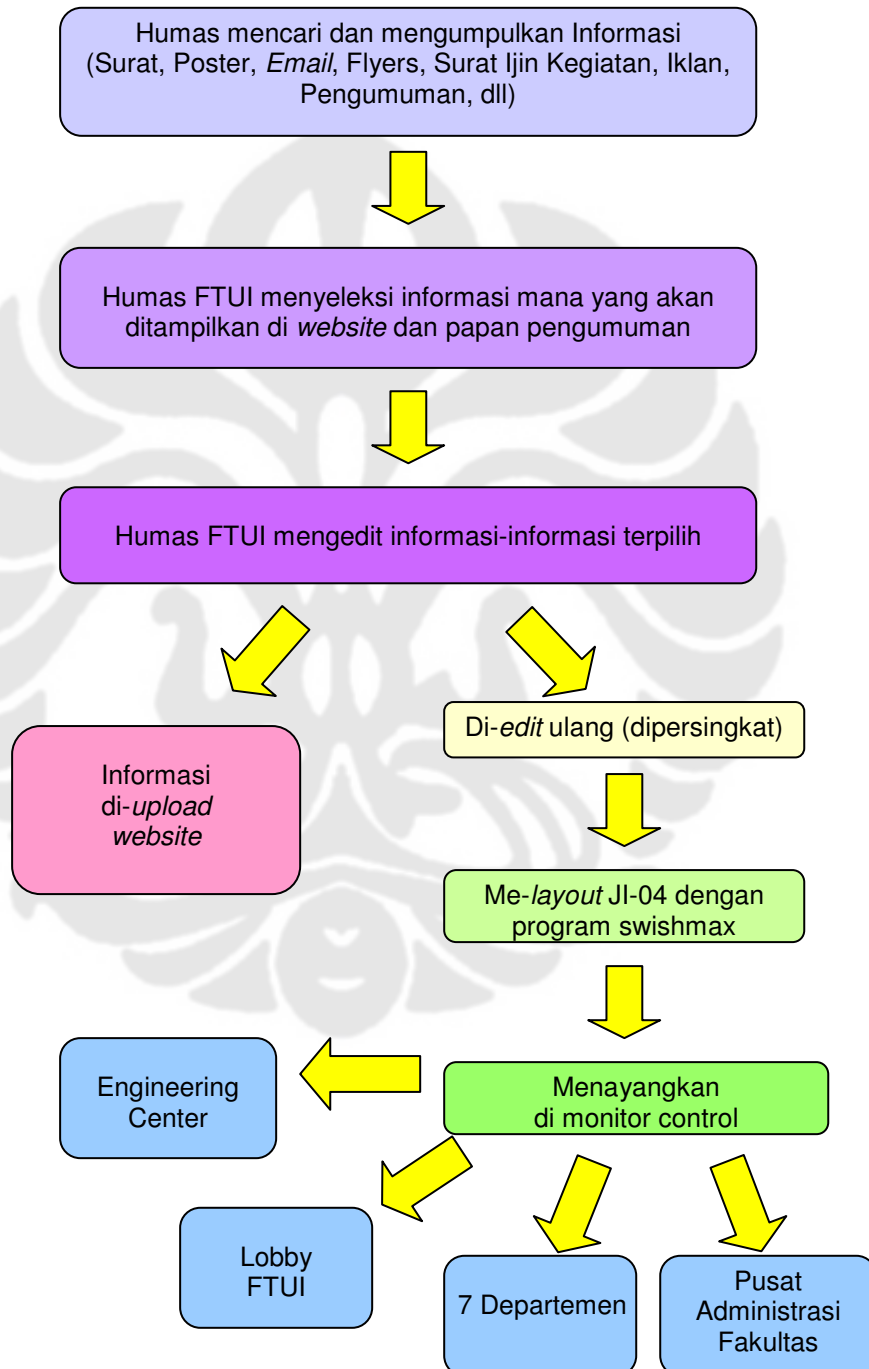 Humas mencari dan mengumpulkan Informasi
(Surat, Poster, Email, Flyers, Surat Ijin Kegiatan, Iklan,
Pengumuman, dll)
Humas FTUI menyeleksi informasi mana yang akan
ditampilkan di website dan papan pengumuman
Humas FTUI mengedit informasi-informasi terpilih
Informasi
di-upload
website
Di-edit ulang (dipersingkat)
Me-layout JI-04 dengan
program swishmax
Menayangkan
di monitor control
Engineering
Center
Lobby
FTUI
7 Departemen
Pusat
Administrasi
Fakultas